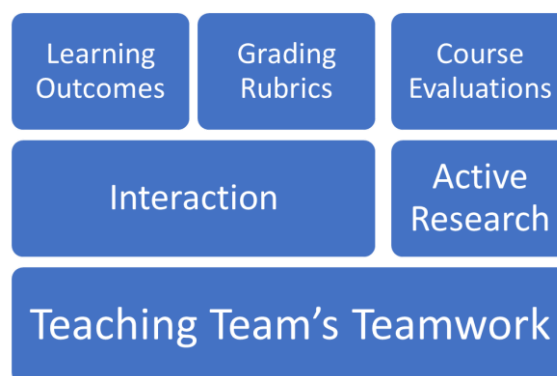 Learning
Outcomes
Grading
Rubrics
Course
Evaluations
Interaction
Active
Research
Teaching Team’s Teamwork